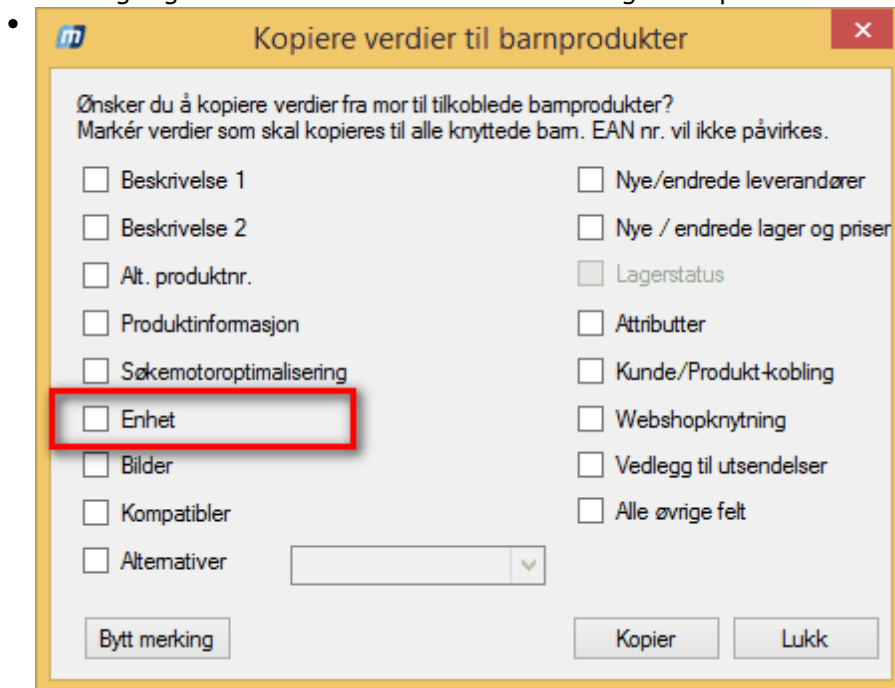 Kopiere verdier til barnprodukter
Ønsker du å kopiere verdier fra mor til tilkoblede barnprodukter?
Markér verdier som skal kopieres til alle knyttede barn. EAN nr. vil ikke påvirkes.
Beskrivelse 1
Nye/endrede leverandører
Beskrivelse 2
Nye / endrede lager og priser
Alt. produktnr.
Lagerstatus
Produktinformasjon
Attributter
Søkemotoroptimalisering
Kunde/Produkt-kobling
Enhet
Webshopknytning
Bilder
Vedlegg til utsendelser
Kompatibler
Alle øvrige felt
Alternativer
Bytt merking
Kopier
Lukk